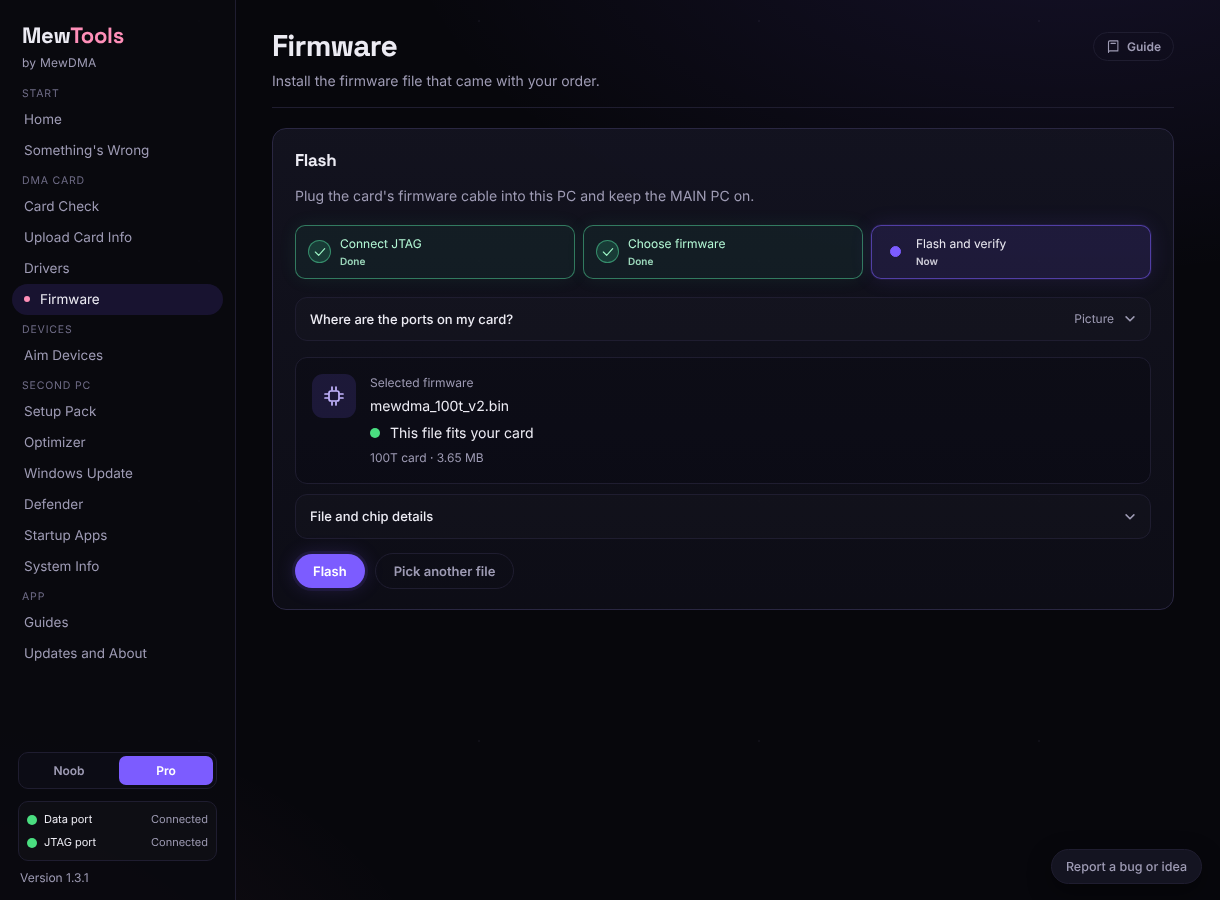 MewTools
by MewDMA
START
Home
Something's Wrong
DMA CARD
Card Check
Upload Card Info
Drivers
Firmware
DEVICES
Aim Devices
SECOND PC
Setup Pack
Optimizer
Windows Update
Defender
Startup Apps
System Info
APP
Guides
Updates and About
Noob
Pro
Data port Connected
JTAG port Connected
Version 1.3.1
Firmware
Guide
Install the firmware file that came with your order.
Flash
Plug the card's firmware cable into this PC and keep the MAIN PC on.
Connect JTAG
Done
Choose firmware
Done
Flash and verify
Now
Where are the ports on my card? Picture
Selected firmware
mewdma_100t_v2.bin
This file fits your card
100T card · 3.65 MB
File and chip details
Flash
Pick another file
Report a bug or idea